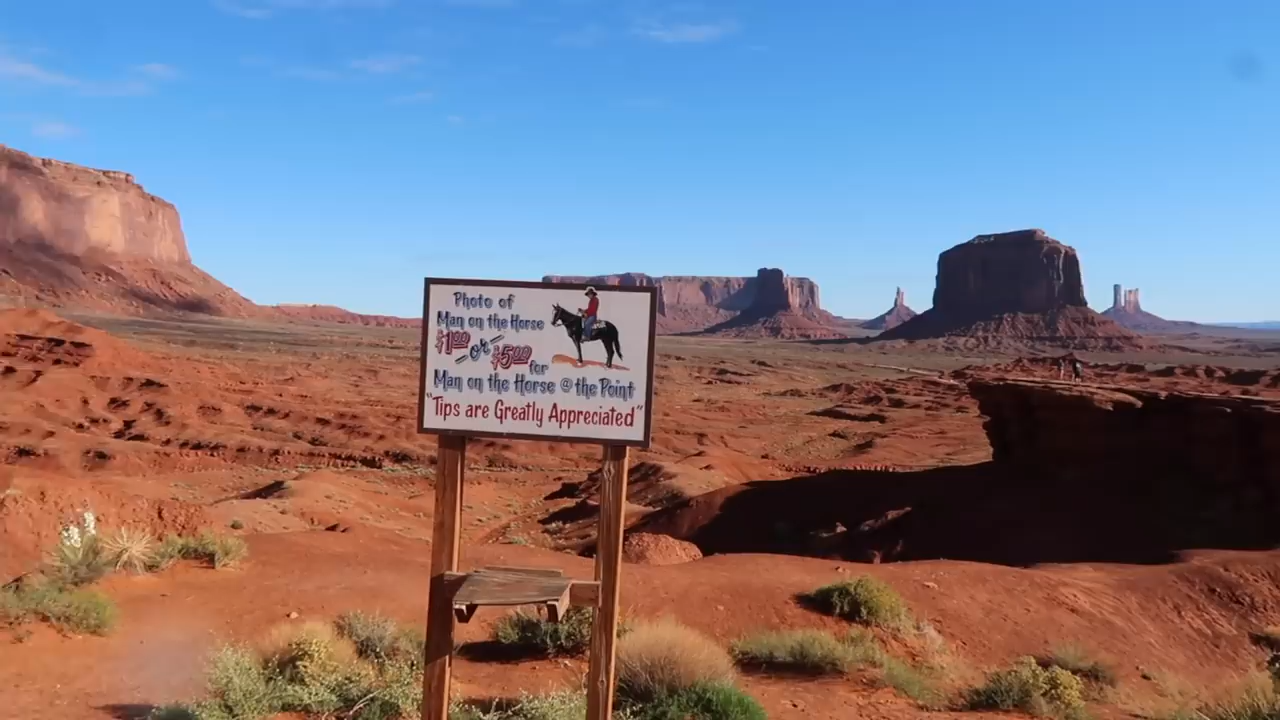 Photo of
Man on the Horse
$1.00 or $5.00
for
Man on the Horse @ the Point
"Tips are Greatly Appreciated"